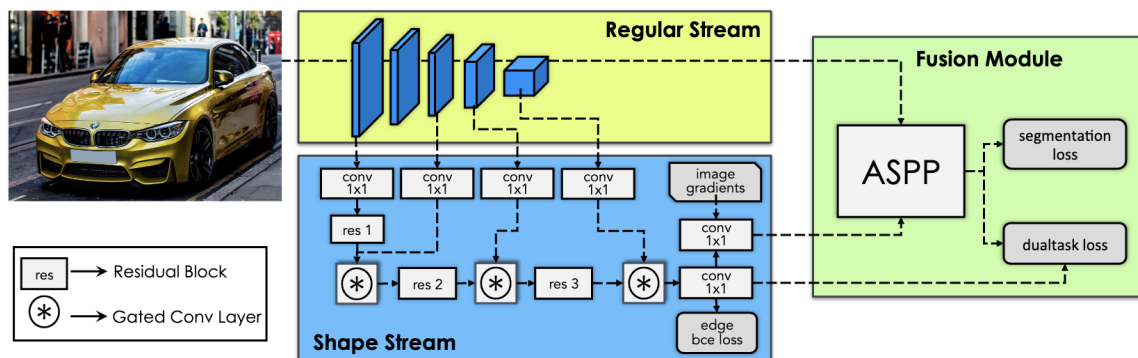 Regular Stream
Fusion Module
segmentation
loss
ASPP
dualtask loss
conv
1x1
conv
1x1
conv
1x1
conv
1x1
image
gradients
res 1
conv
1x1
res 2
res 3
conv
1x1
edge
bce loss
Shape Stream
res
Residual Block
Gated Conv Layer